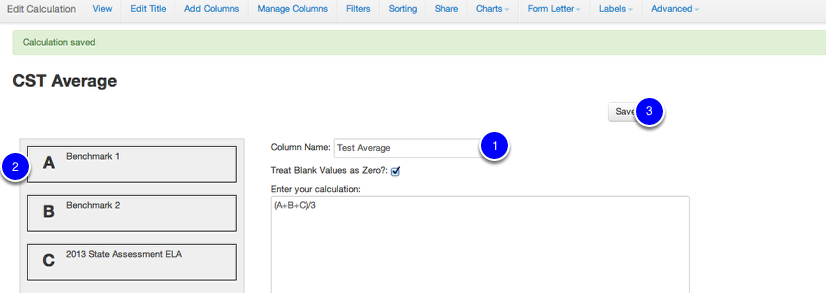 Edit Calculation View Edit Title Add Columns Manage Columns Filters Sorting Share Charts Form Letter Labels Advanced
Calculation saved
CST Average
Save 3
2 A Benchmark 1
B Benchmark 2
C 2013 State Assessment ELA
Column Name: Test Average 1
Treat Blank Values as Zero?:
Enter your calculation:
(A+B+C)/3